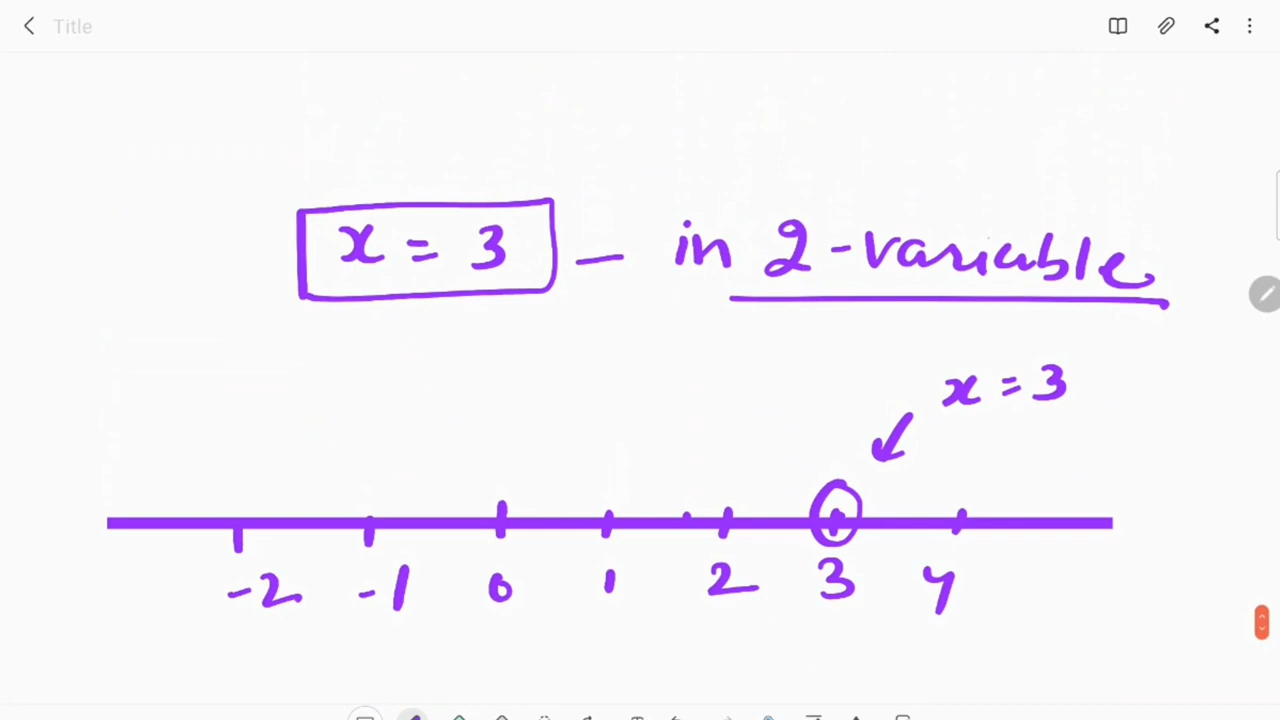 Title
x = 3 - in 2-variable
x = 3
-2 -1 0 1 2 3 4